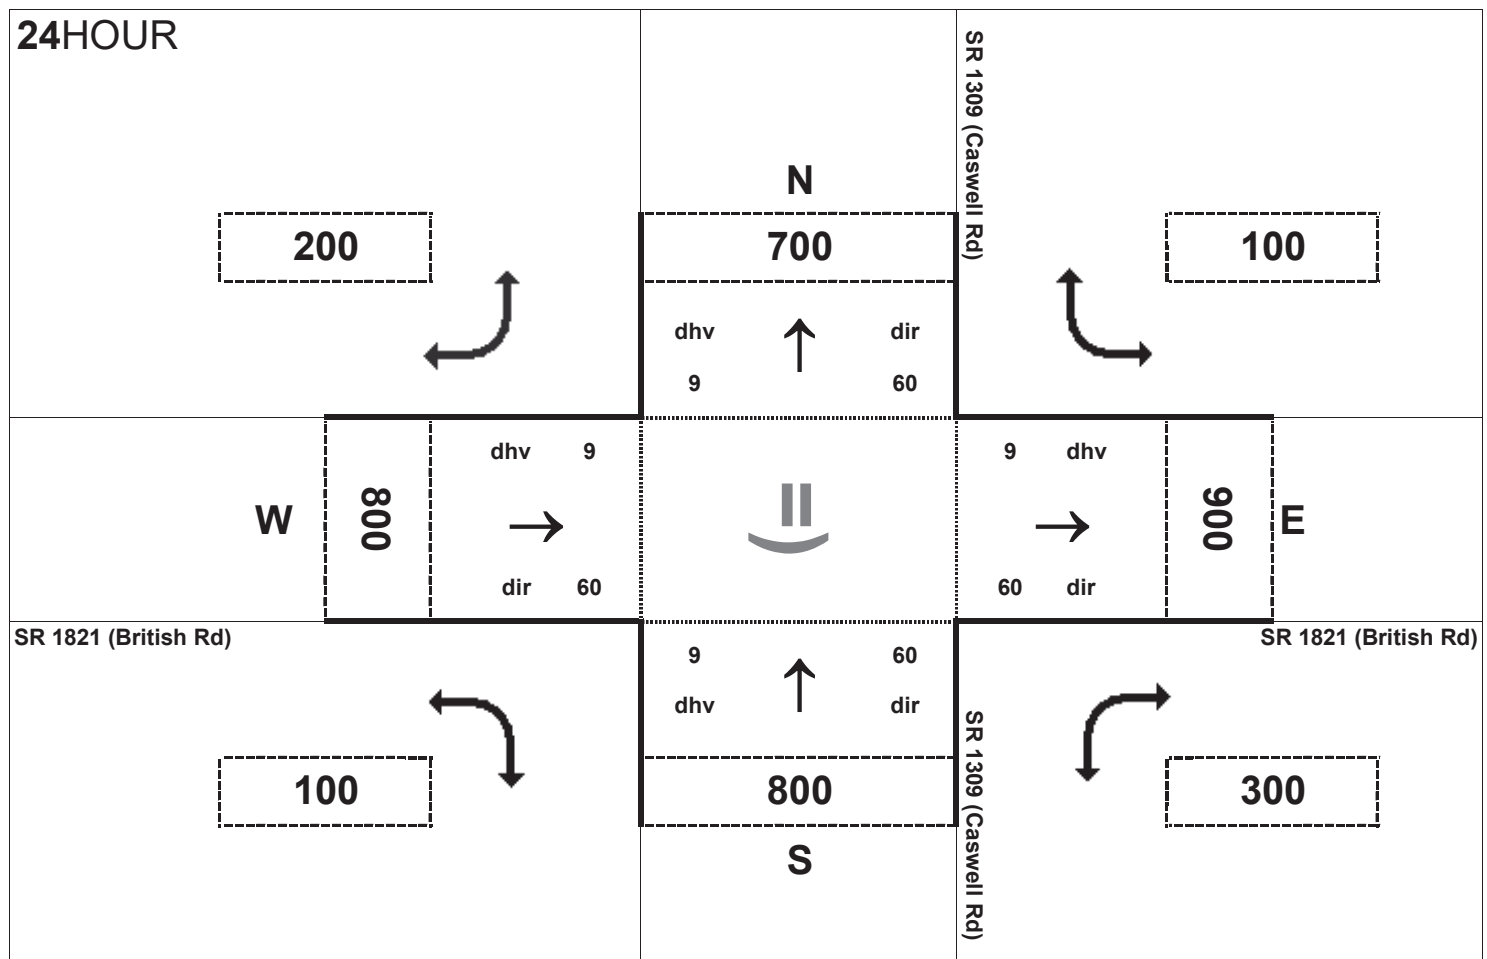 24HOUR
SR 1309 (Caswell Rd)
N
200
700
100
dhv
dir
9
60
dhv 9
9 dhv
W
800
900
E
dir 60
60 dir
SR 1821 (British Rd)
SR 1821 (British Rd)
9
60
dhv
dir
SR 1309 (Caswell Rd)
100
800
300
S